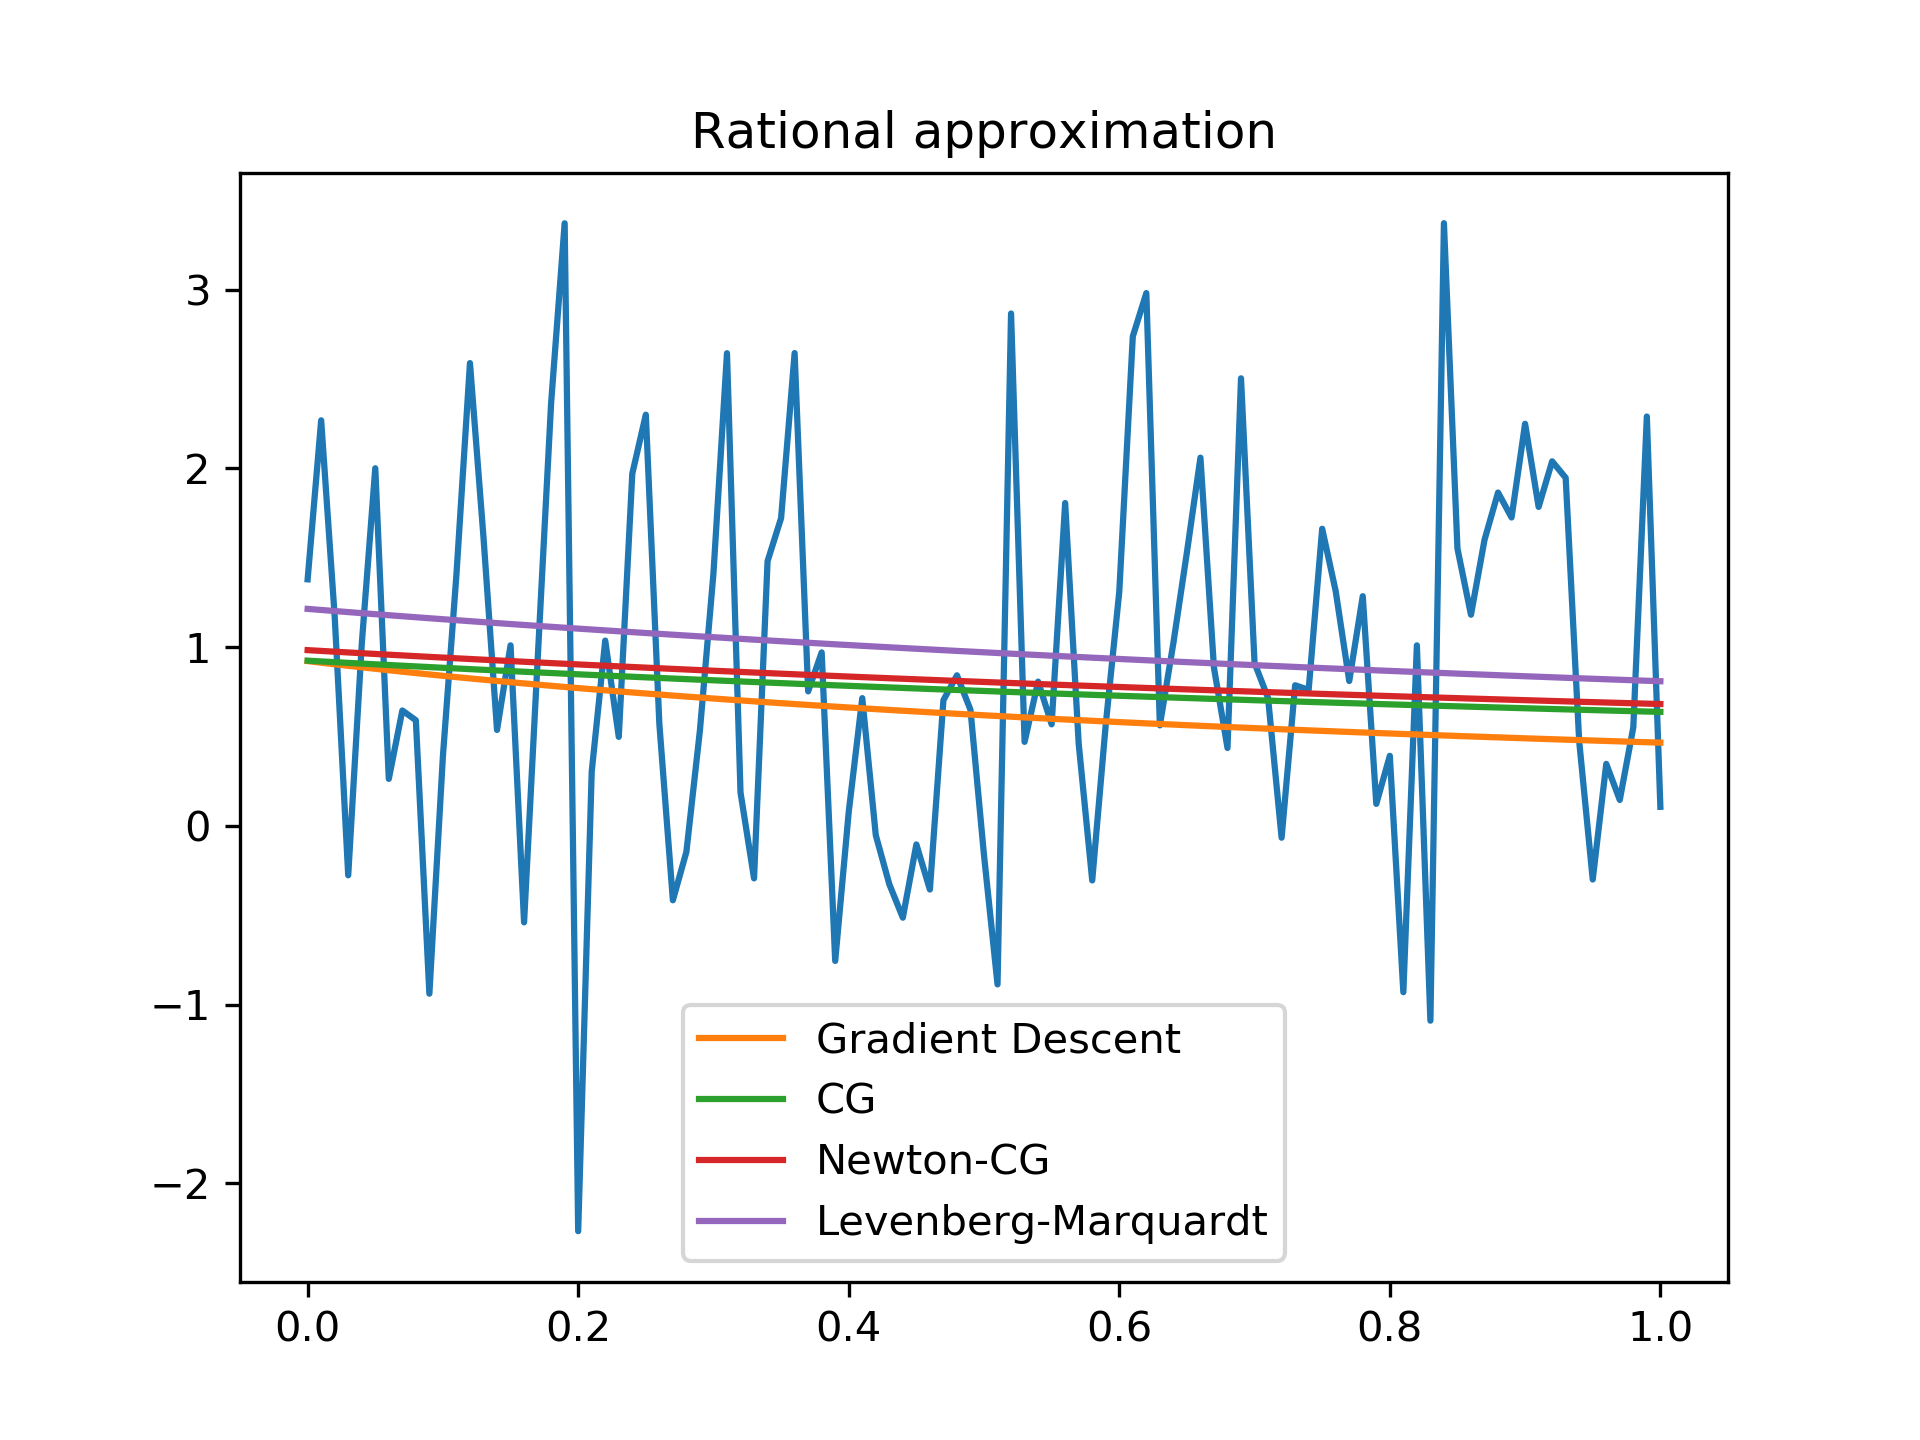 Rational approximation
3
2
1
0
−1
−2
Gradient Descent
CG
Newton-CG
Levenberg-Marquardt
0.0 0.2 0.4 0.6 0.8 1.0